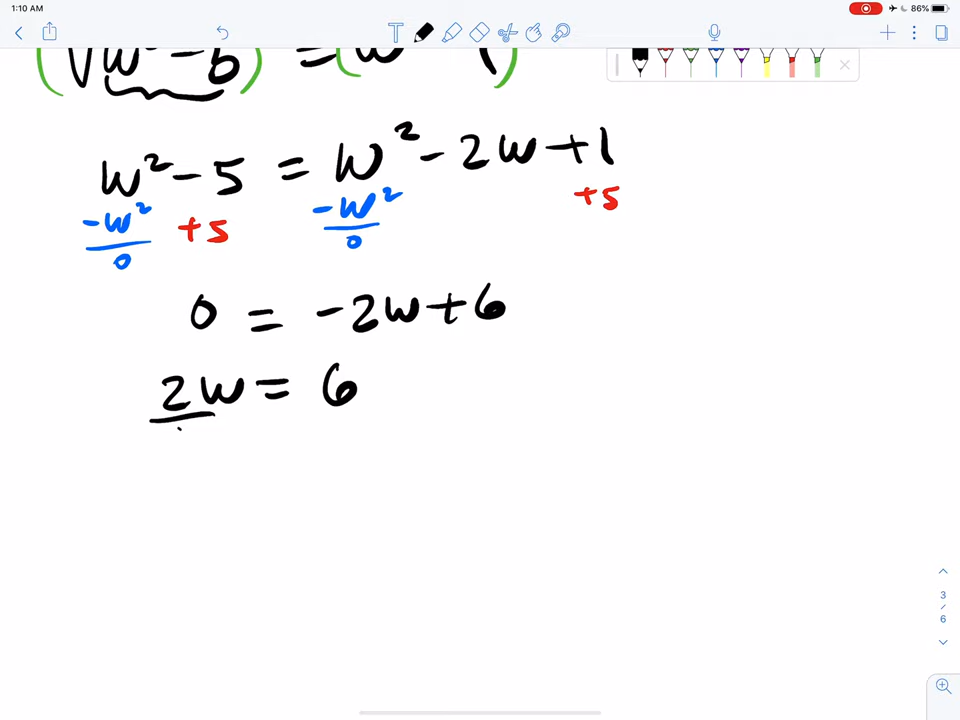 1:10 AM 86%
T
w² - 5 = w² - 2w + 1
-w² +5 -w² +5
0 0
0 = -2w + 6
2w = 6
3
/
6